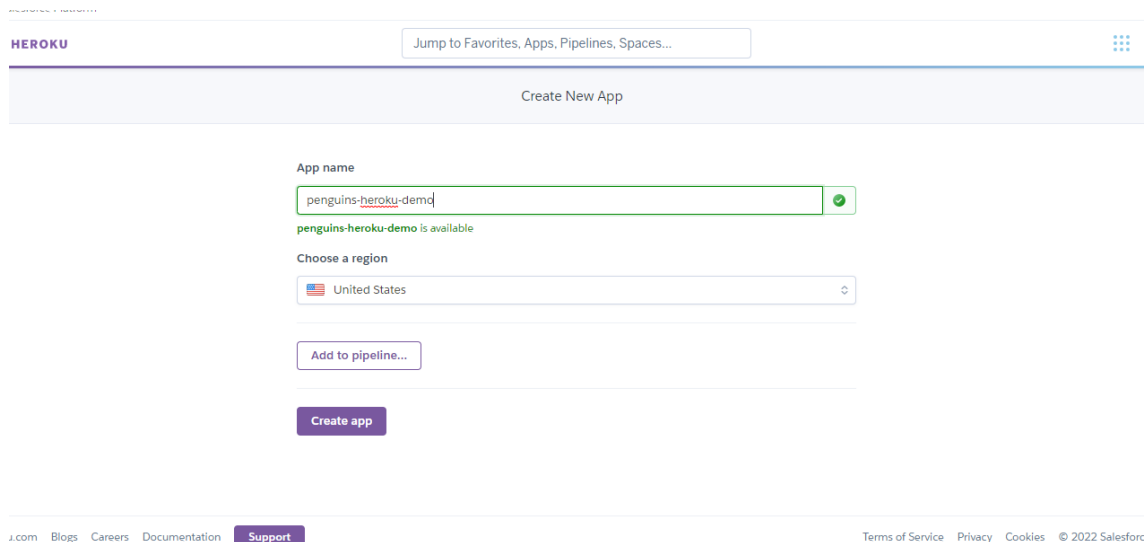 HEROKU
Jump to Favorites, Apps, Pipelines, Spaces...
Create New App
App name
penguins-heroku-demo
penguins-heroku-demo is available
Choose a region
United States
Add to pipeline...
Create app
Blogs Careers Documentation Support Terms of Service Privacy Cookies © 2022